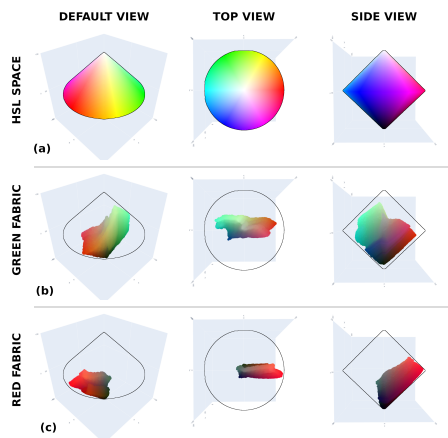 DEFAULT VIEW TOP VIEW SIDE VIEW
HSL SPACE
(a)
GREEN FABRIC
(b)
RED FABRIC
(c)